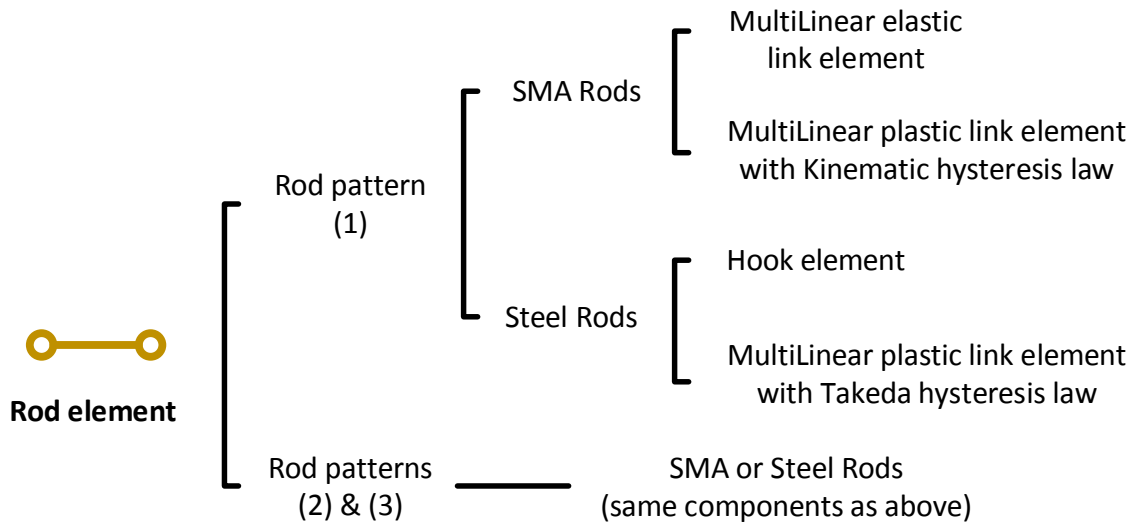 MultiLinear elastic
link element
SMA Rods
MultiLinear plastic link element
with Kinematic hysteresis law
Rod pattern
(1)
Hook element
Steel Rods
MultiLinear plastic link element
with Takeda hysteresis law
Rod element
Rod patterns
(2) & (3)
SMA or Steel Rods
(same components as above)